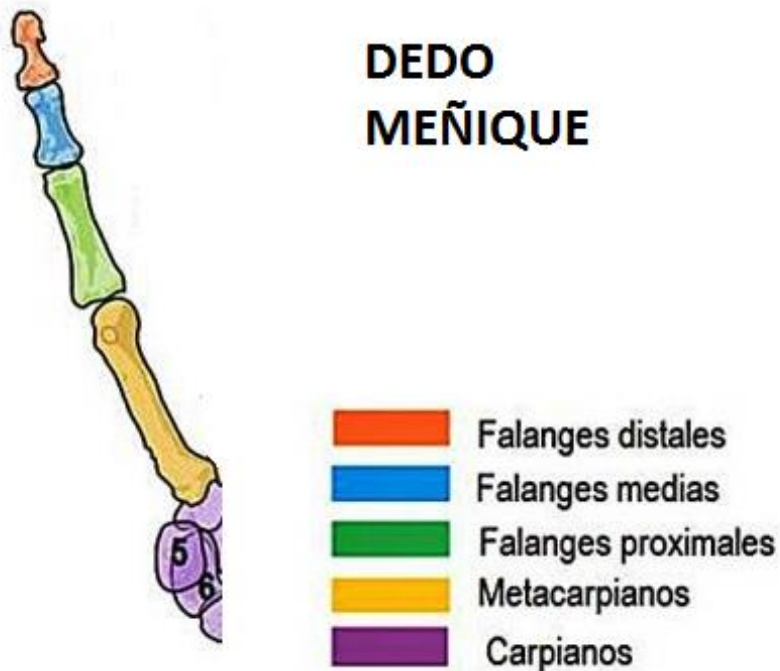 DEDO
MEÑIQUE
Falanges distales
Falanges medias
Falanges proximales
Metacarpianos
Carpianos
5
6